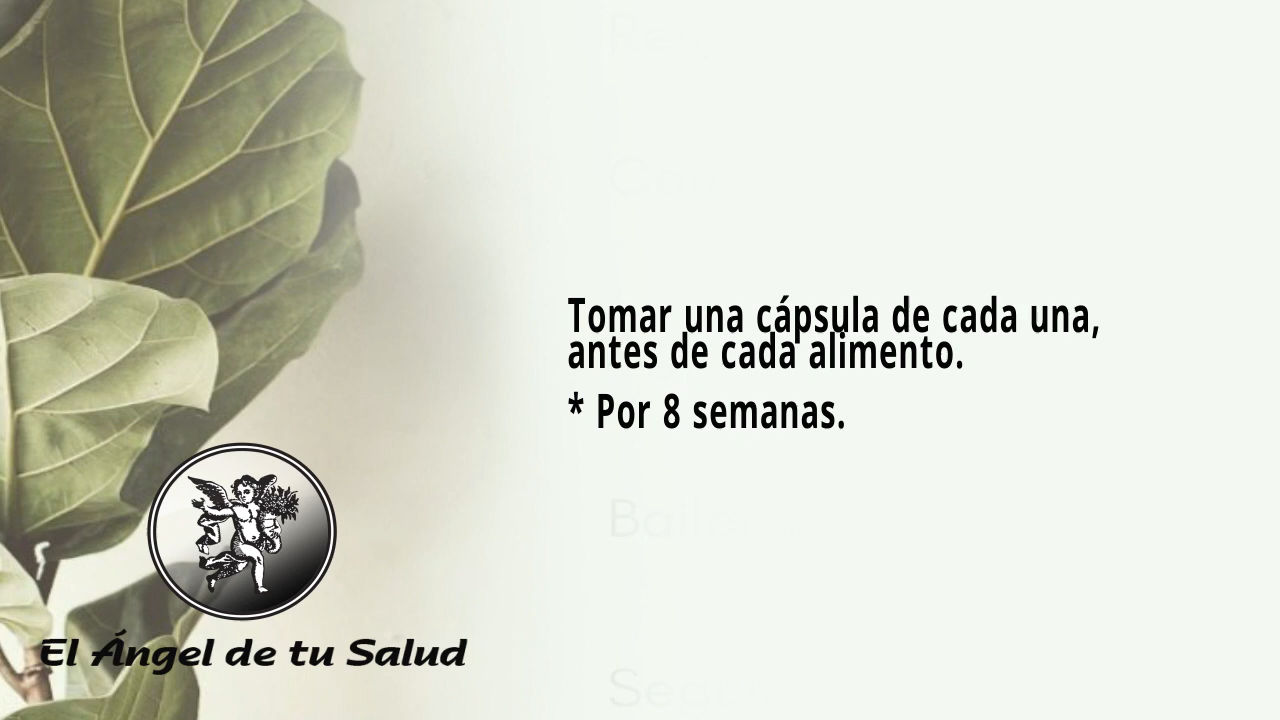 Tomar una cápsula de cada una,
antes de cada alimento.
* Por 8 semanas.
El Ángel de tu Salud